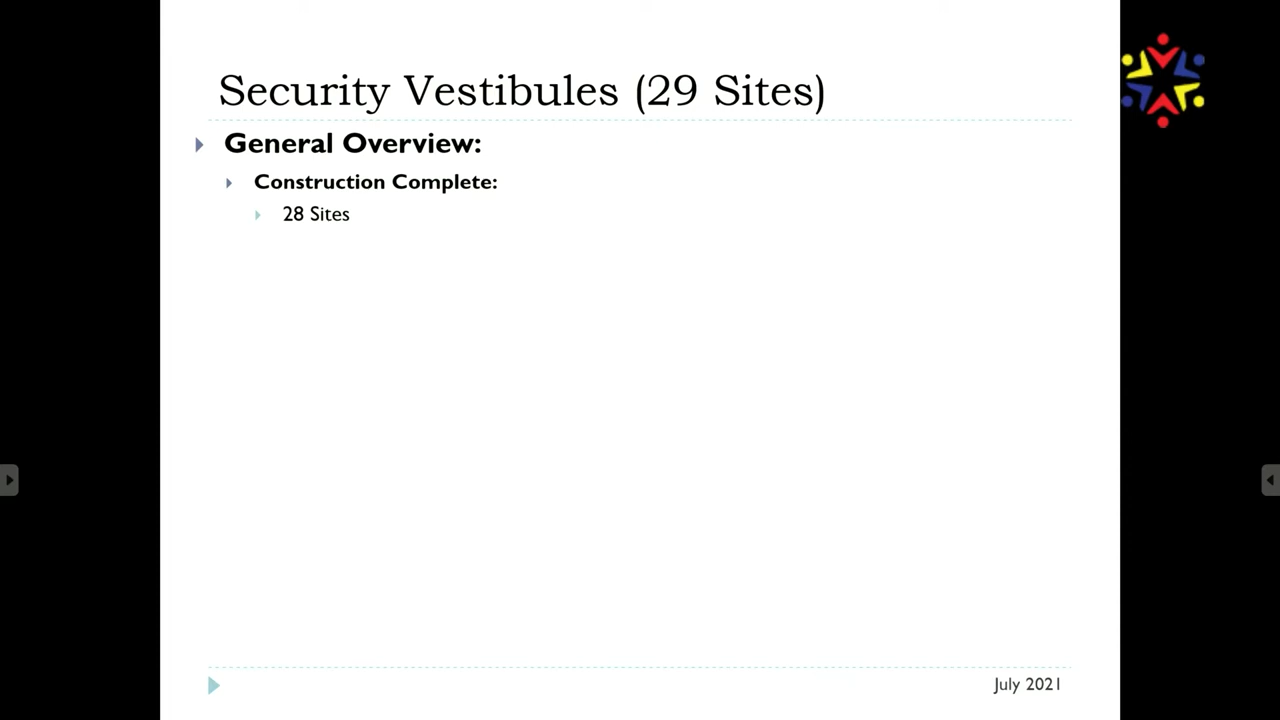 Security Vestibules (29 Sites)
General Overview:
Construction Complete:
28 Sites
July 2021